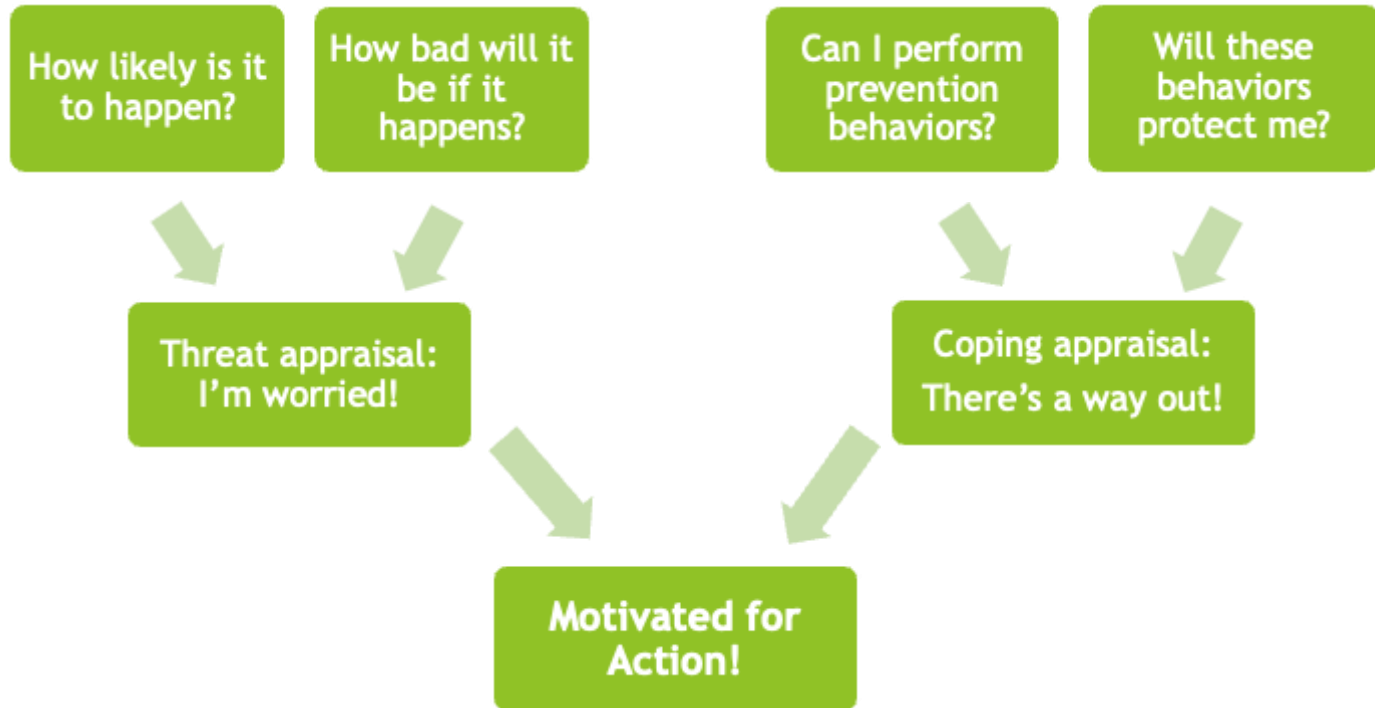 How likely is it
to happen?
How bad will it
be if it
happens?
Can I perform
prevention
behaviors?
Will these
behaviors
protect me?
Threat appraisal:
I'm worried!
Coping appraisal:
There's a way out!
Motivated for
Action!